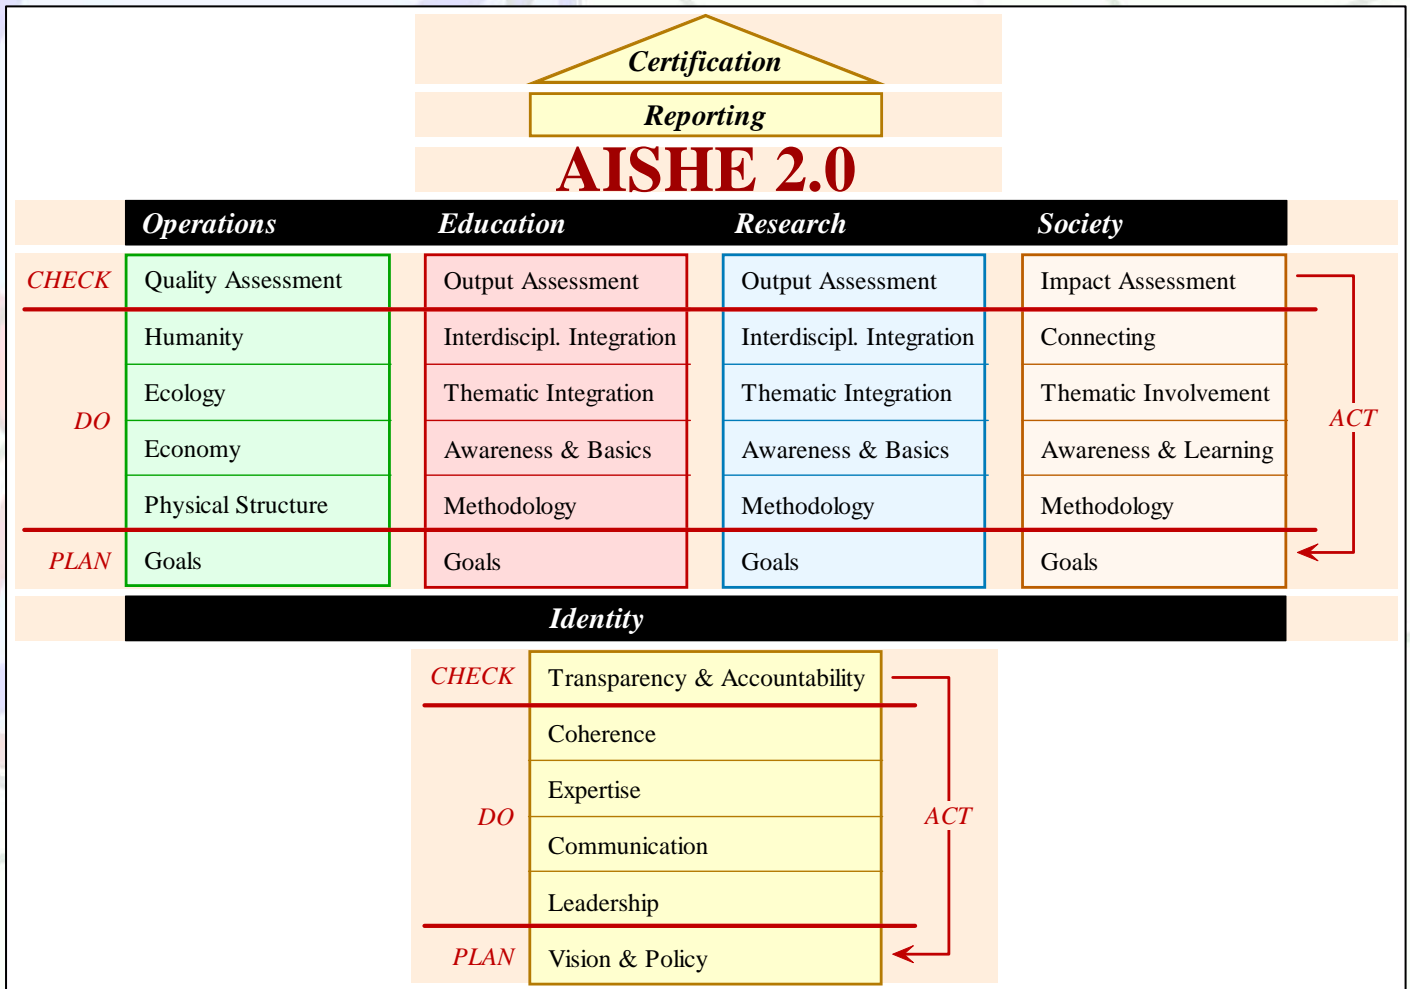 Certification
Reporting
AISHE 2.0
Operations Education Research Society
CHECK Quality Assessment Output Assessment Output Assessment Impact Assessment
Humanity Interdiscipl. Integration Interdiscipl. Integration Connecting
Ecology Thematic Integration Thematic Integration Thematic Involvement
DO ACT
Economy Awareness & Basics Awareness & Basics Awareness & Learning
Physical Structure Methodology Methodology Methodology
PLAN Goals Goals Goals Goals
Identity
CHECK Transparency & Accountability
Coherence
Expertise
DO ACT
Communication
Leadership
PLAN Vision & Policy